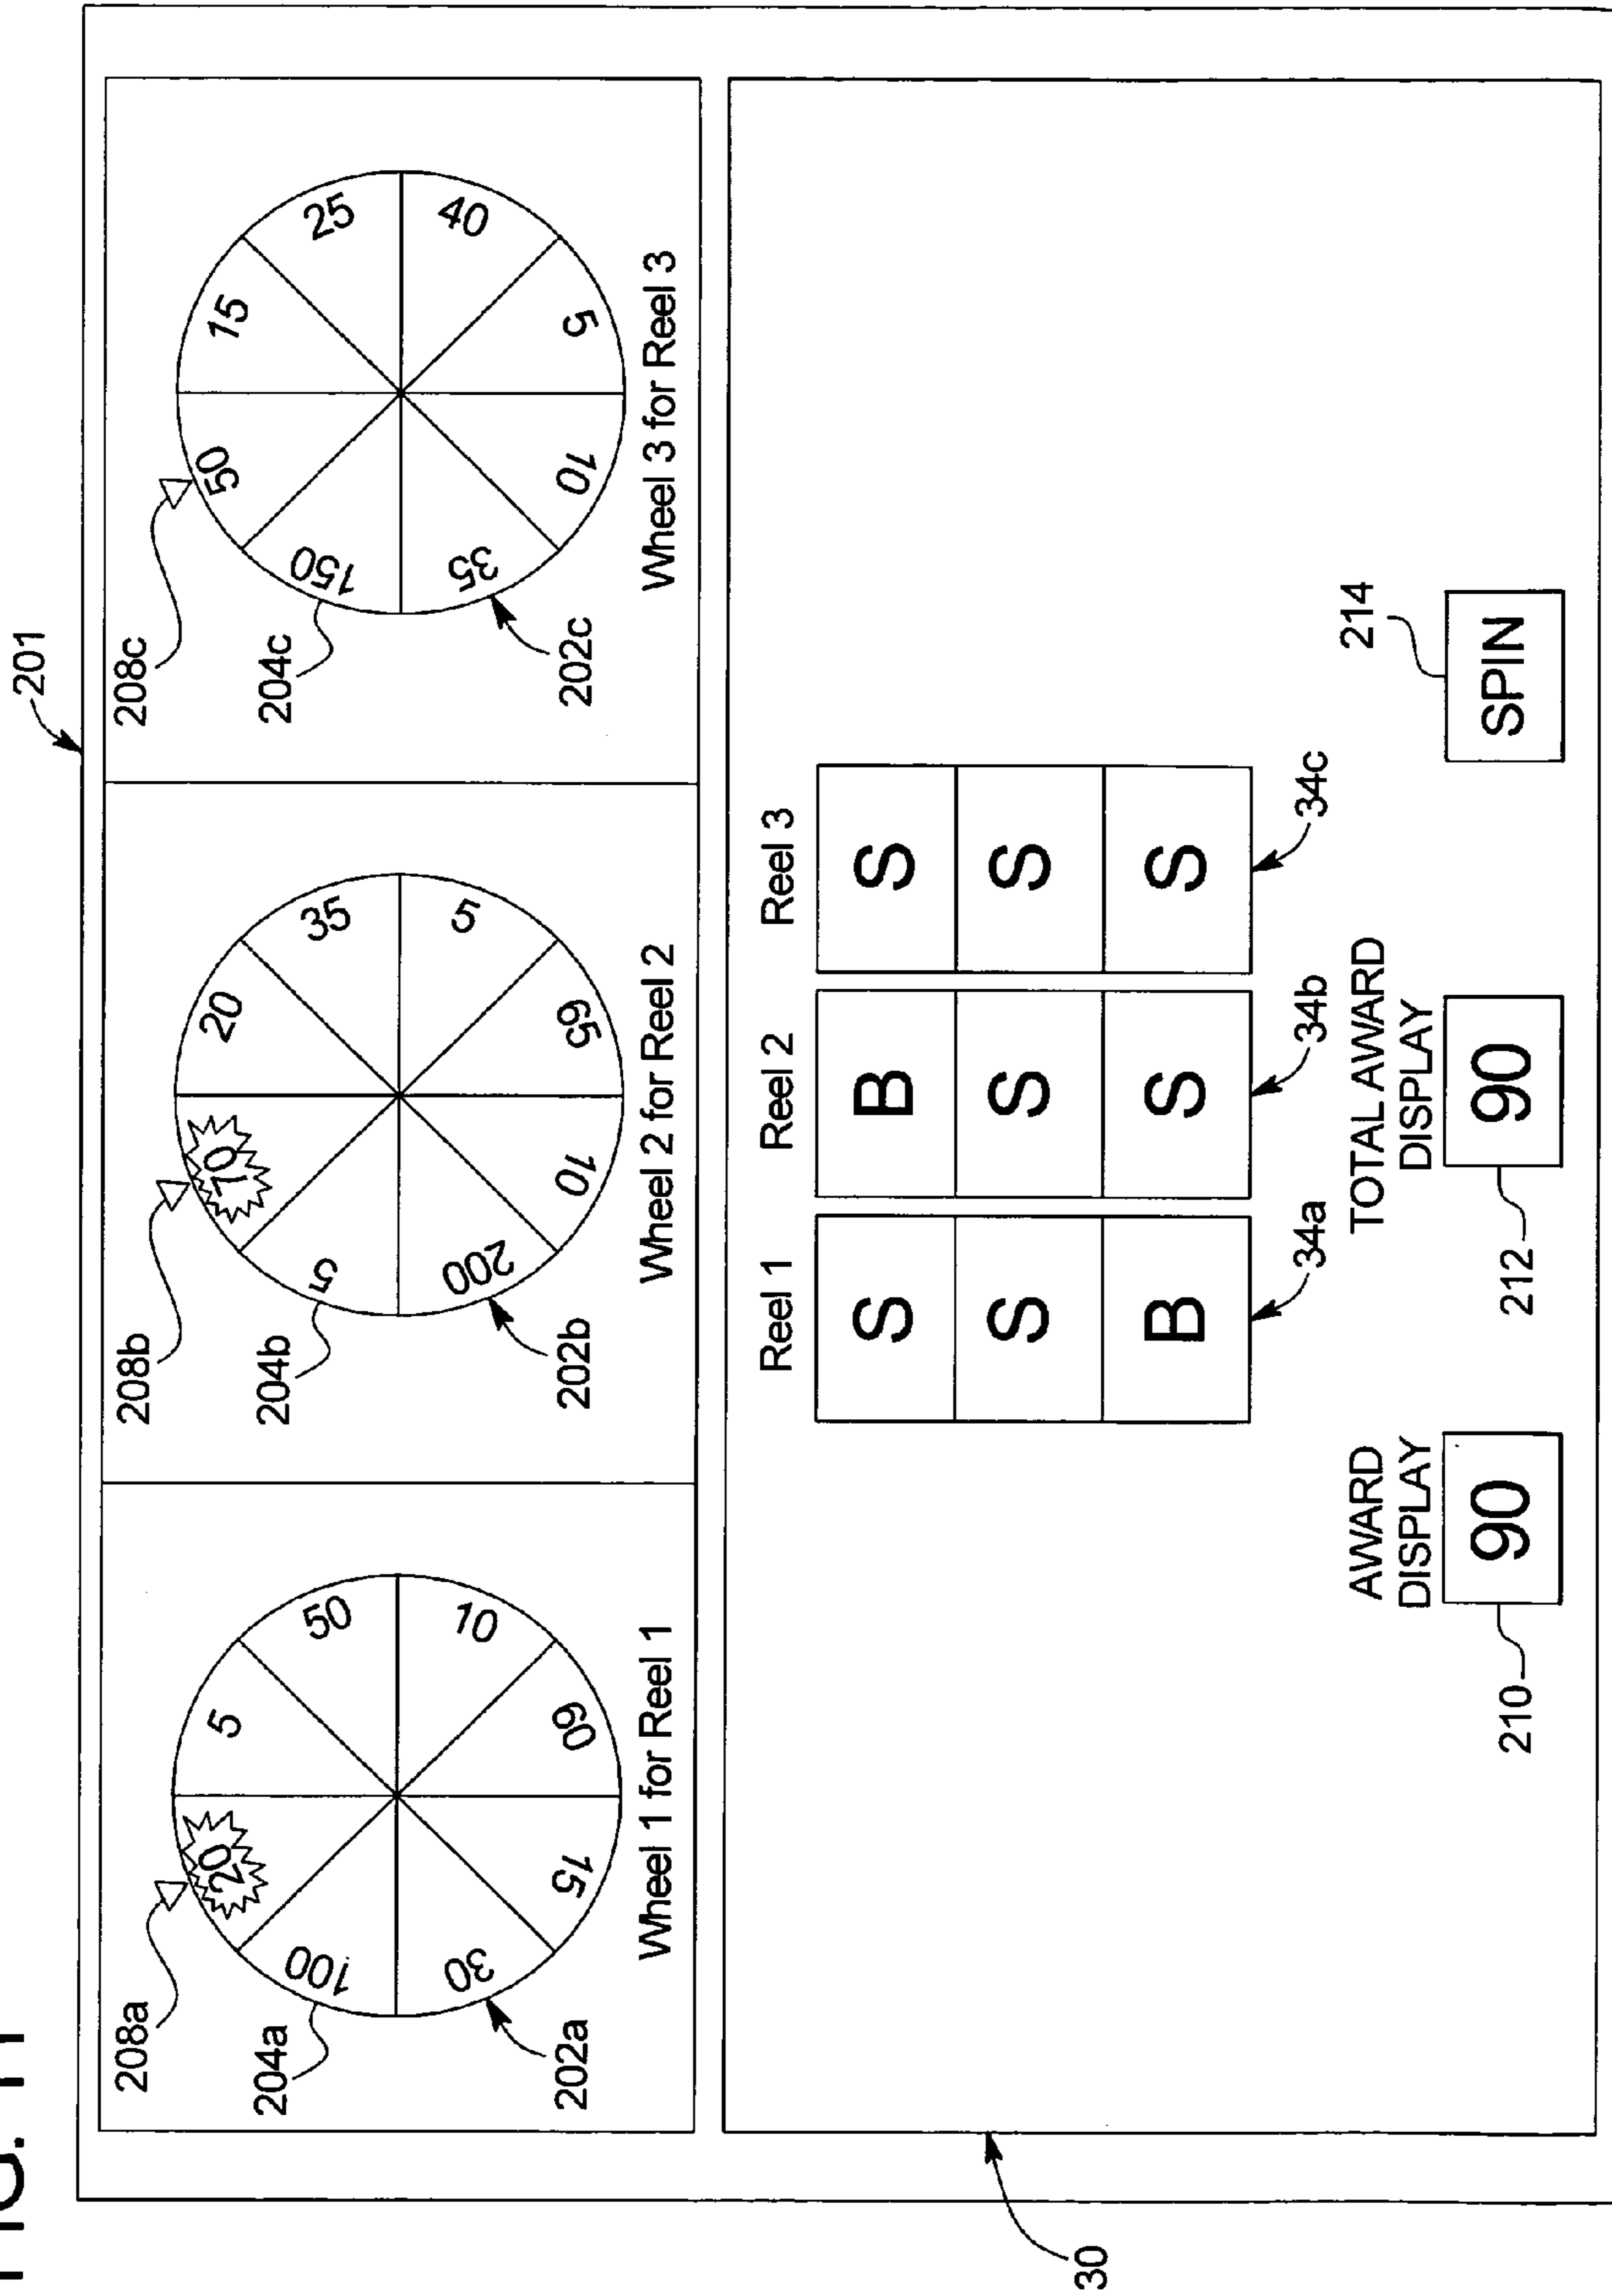 201
208a
208b
208c
204a
204b
204c
202a
202b
202c
20
5
50
10
60
15
30
100
70
20
35
5
65
10
200
5
50
15
25
40
5
10
35
150
Wheel 1 for Reel 1
Wheel 2 for Reel 2
Wheel 3 for Reel 3
Reel 1
Reel 2
Reel 3
S B S
S S S
B S S
34a
34b
34c
30
AWARD
DISPLAY
90
210
TOTAL AWARD
DISPLAY
90
212
SPIN
214